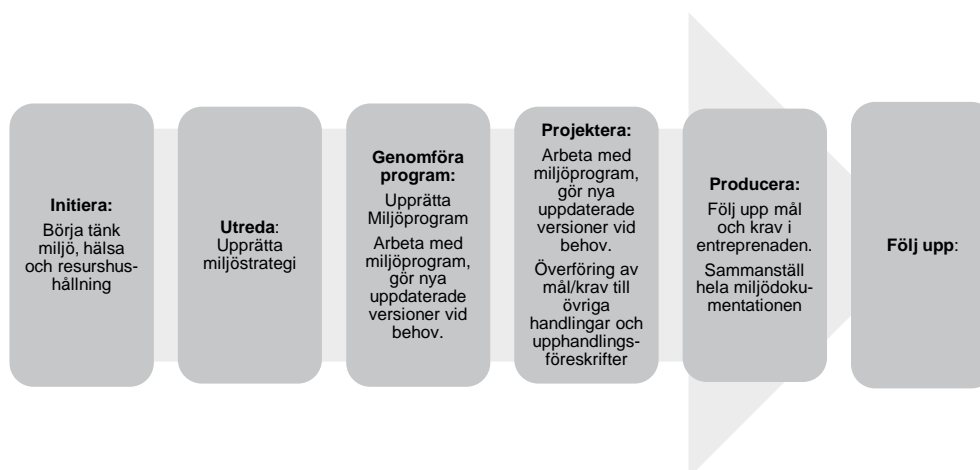 Initiera:
Börja tänk
miljö, hälsa
och resurshus-
hållning
Utreda:
Upprätta
miljöstrategi
Genomföra
program:
Upprätta
Miljöprogram
Arbeta med
miljöprogram,
gör nya
uppdaterade
versioner vid
behov.
Projektera:
Arbeta med
miljöprogram,
gör nya
uppdaterade
versioner vid
behov.
Överföring av
mål/krav till
övriga
handlingar och
upphandlings-
föreskrifter
Producera:
Följ upp mål
och krav i
entreprenaden.
Sammanställ
hela miljödoku-
mentationen
Följ upp: